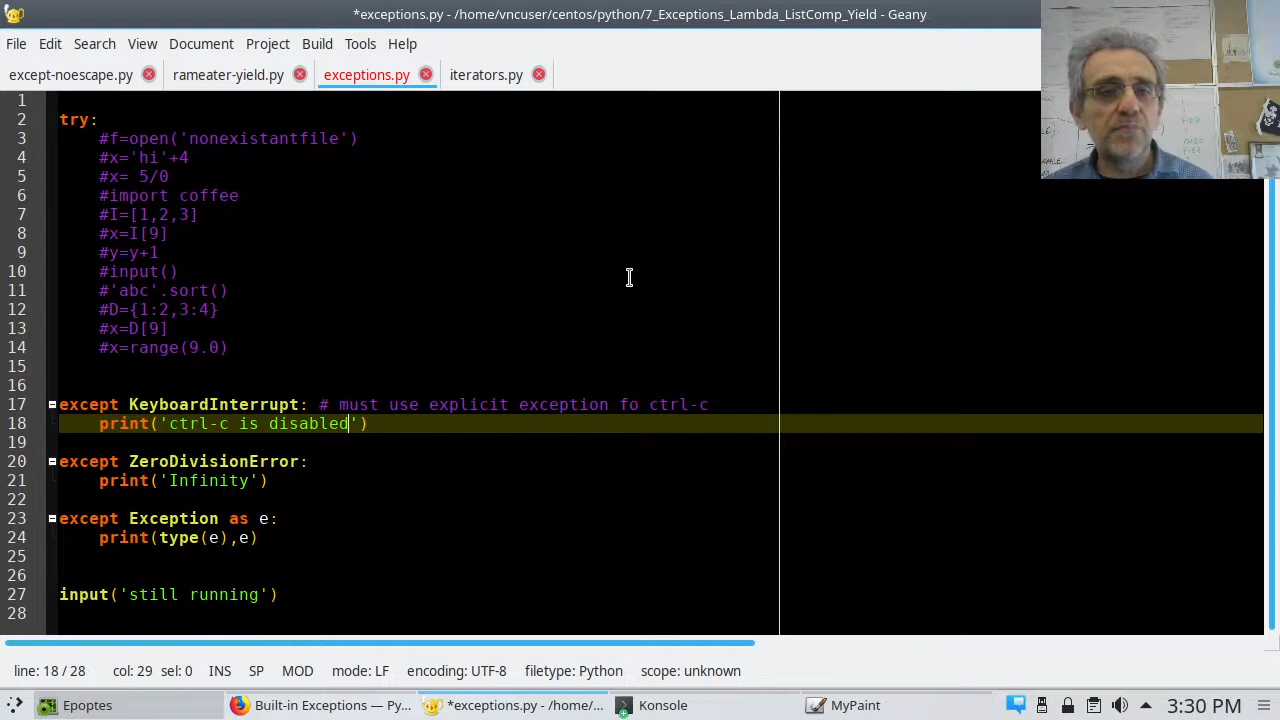 *exceptions.py - /home/vncuser/centos/python/7_Exceptions_Lambda_ListComp_Yield - Geany
File Edit Search View Document Project Build Tools Help
except-noescape.py rameater-yield.py exceptions.py iterators.py
1
2 try:
3 #f=open('nonexistantfile')
4 #x='hi'+4
5 #x= 5/0
6 #import coffee
7 #I=[1,2,3]
8 #x=I[9]
9 #y=y+1
10 #input()
11 #'abc'.sort()
12 #D={1:2,3:4}
13 #x=D[9]
14 #x=range(9.0)
15
16
17 except KeyboardInterrupt: # must use explicit exception fo ctrl-c
18 print('ctrl-c is disabled')
19
20 except ZeroDivisionError:
21 print('Infinity')
22
23 except Exception as e:
24 print(type(e),e)
25
26
27 input('still running')
28
line: 18 / 28 col: 29 sel: 0 INS SP MOD mode: LF encoding: UTF-8 filetype: Python scope: unknown
Epoptes Built-in Exceptions — Py... *exceptions.py - /home/... Konsole MyPaint 3:30 PM